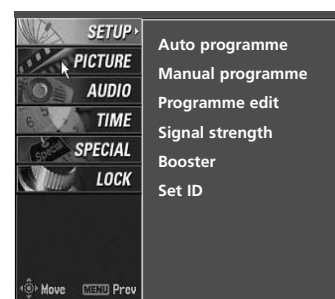 SETUP
PICTURE
AUDIO
TIME
SPECIAL
LOCK
Move MENU Prev
Auto programme
Manual programme
Programme edit
Signal strength
Booster
Set ID